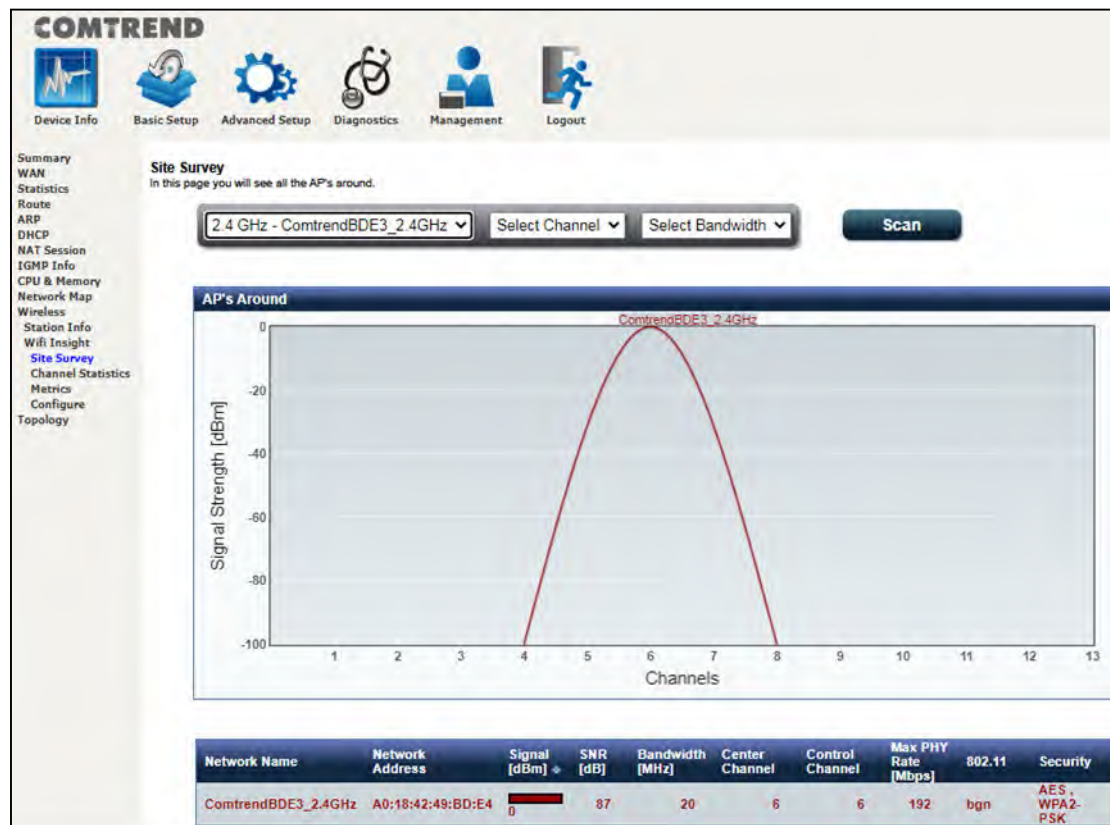 COMTREND
Device Info Basic Setup Advanced Setup Diagnostics Management Logout
Summary
WAN
Statistics
Route
ARP
DHCP
NAT Session
IGMP Info
CPU & Memory
Network Map
Wireless
Station Info
Wifi Insight
Site Survey
Channel Statistics
Metrics
Configure
Topology
Site Survey
In this page you will see all the AP's around.
2.4 GHz - ComtrendBDE3_2.4GHz Select Channel Select Bandwidth Scan
AP's Around
ComtrendBDE3_2.4GHz
Signal Strength [dBm]
0
-20
-40
-60
-80
-100
1 2 3 4 5 6 7 8 9 10 11 12 13
Channels
Network Name Network Address Signal [dBm] SNR [dB] Bandwidth [MHz] Center Channel Control Channel Max PHY Rate [Mbps] 802.11 Security
ComtrendBDE3_2.4GHz A0:18:42:49:BD:E4 0 87 20 6 6 192 bgn AES , WPA2-PSK